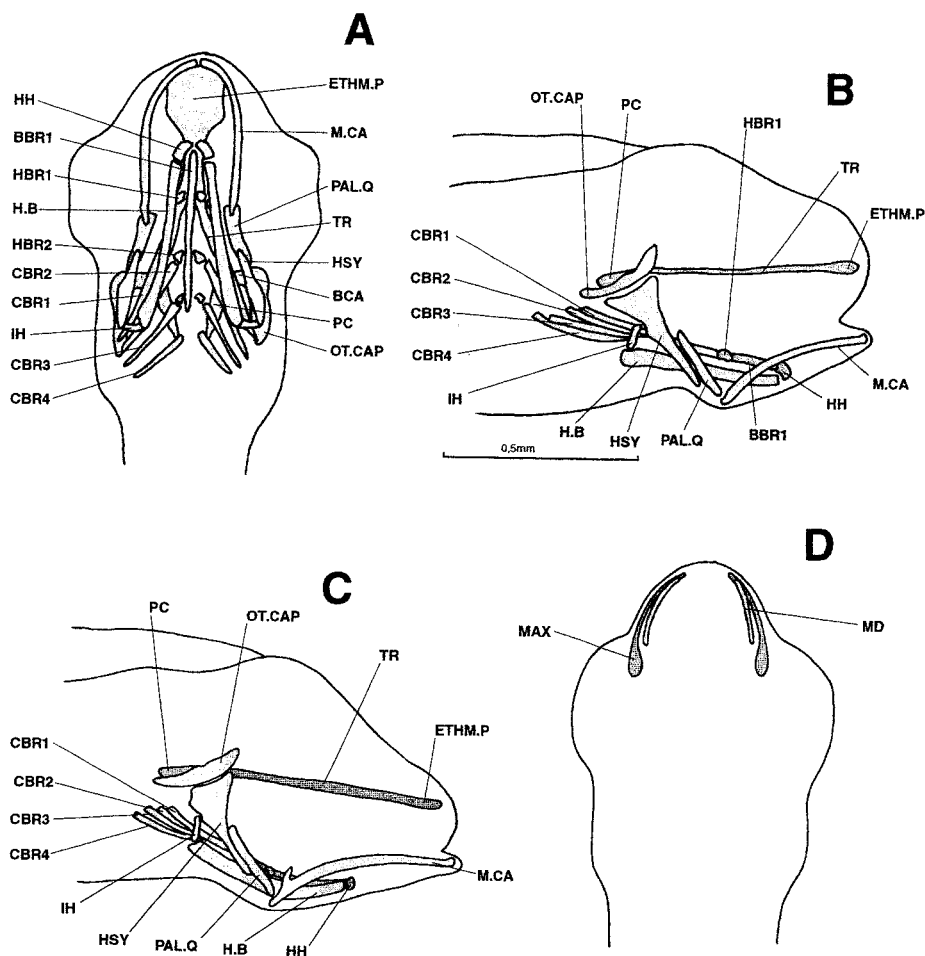 A
ETHM.P
HH
BBR1
M.CA
HBR1
PAL.Q
H.B
TR
HBR2
HSY
CBR2
BCA
CBR1
PC
IH
OT.CAP
CBR3
CBR4
B
OT.CAP
PC
HBR1
TR
ETHM.P
CBR1
CBR2
CBR3
CBR4
IH
H.B
HSY
PAL.Q
BBR1
HH
M.CA
0,5mm
C
PC
OT.CAP
TR
ETHM.P
CBR1
CBR2
CBR3
CBR4
IH
HSY
PAL.Q
H.B
HH
M.CA
D
MAX
MD